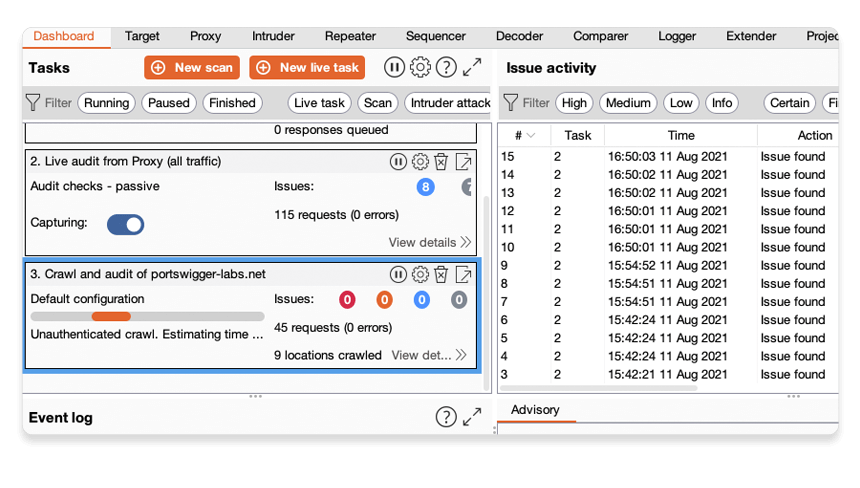 Dashboard Target Proxy Intruder Repeater Sequencer Decoder Comparer Logger Extender Projec
Tasks New scan New live task
Filter Running Paused Finished Live task Scan Intruder attack
0 responses queued
2. Live audit from Proxy (all traffic)
Audit checks - passive Issues: 8 7
115 requests (0 errors)
Capturing:
View details
3. Crawl and audit of portswigger-labs.net
Default configuration Issues: 0 0 0 0
45 requests (0 errors)
Unauthenticated crawl. Estimating time ...
9 locations crawled View det...
Event log
Issue activity
Filter High Medium Low Info Certain Fi
# Task Time Action
15 2 16:50:03 11 Aug 2021 Issue found
14 2 16:50:02 11 Aug 2021 Issue found
13 2 16:50:02 11 Aug 2021 Issue found
12 2 16:50:01 11 Aug 2021 Issue found
11 2 16:50:01 11 Aug 2021 Issue found
10 2 16:50:01 11 Aug 2021 Issue found
9 2 15:54:52 11 Aug 2021 Issue found
8 2 15:54:51 11 Aug 2021 Issue found
7 2 15:54:51 11 Aug 2021 Issue found
6 2 15:42:24 11 Aug 2021 Issue found
5 2 15:42:24 11 Aug 2021 Issue found
4 2 15:42:24 11 Aug 2021 Issue found
3 2 15:42:21 11 Aug 2021 Issue found
Advisory